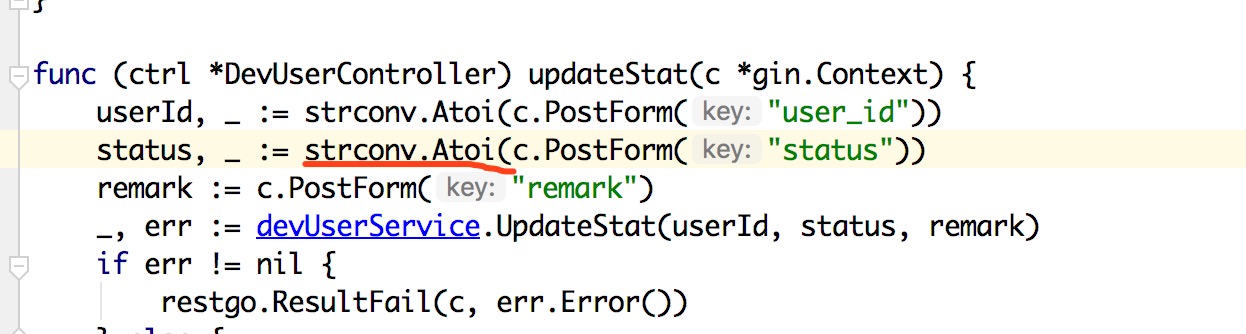 }
func (ctrl *DevUserController) updateStat(c *gin.Context) {
userId, _ := strconv.Atoi(c.PostForm( key: "user_id"))
status, _ := strconv.Atoi(c.PostForm( key: "status"))
remark := c.PostForm( key: "remark")
_, err := devUserService.UpdateStat(userId, status, remark)
if err != nil {
restgo.ResultFail(c, err.Error())
} else {